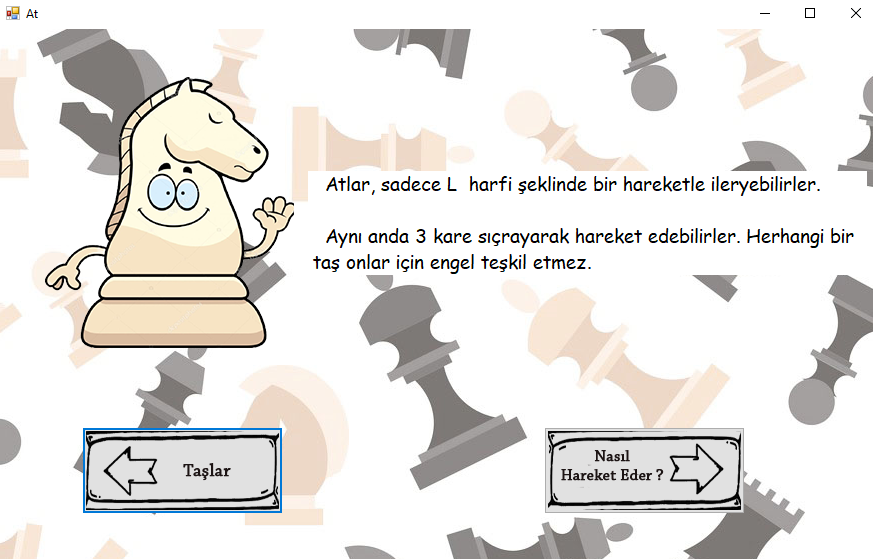 At
Atlar, sadece L harfi şeklinde bir hareketle ileryebilirler.
Aynı anda 3 kare sıçrayarak hareket edebilirler. Herhangi bir
taş onlar için engel teşkil etmez.
Taşlar
Nasıl
Hareket Eder ?